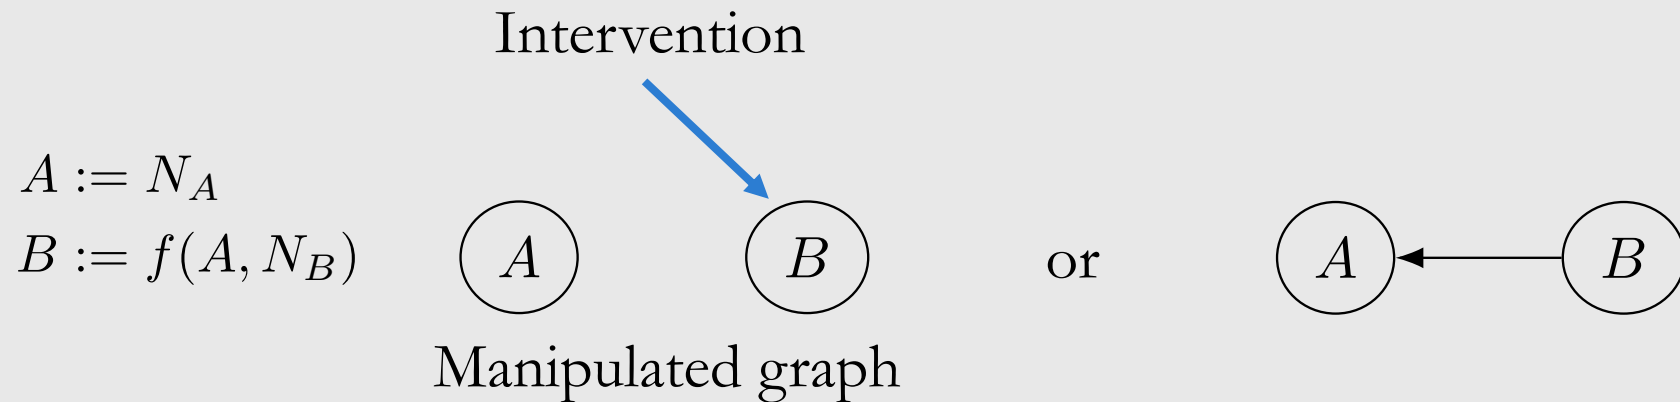 Intervention
A := N_A
B := f(A, N_B)
A
B
or
A
B
Manipulated graph